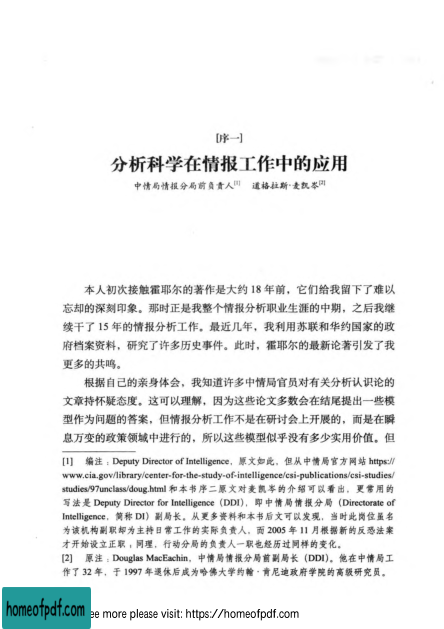 [序一]
分析科学在情报工作中的应用
中情局情报分局前负责人[1] 道格拉斯·麦凯岑[2]
本人初次接触霍耶尔的著作是大约 18 年前，它们给我留下了难以
忘却的深刻印象。那时正是我整个情报分析职业生涯的中期，之后我继
续干了 15 年的情报分析工作。最近几年，我利用苏联和华约国家的政
府档案资料，研究了许多历史事件。此时，霍耶尔的最新论著引发了我
更多的共鸣。
根据自己的亲身体会，我知道许多中情局官员对有关分析认识论的
文章持怀疑态度。这可以理解，因为这些论文多数会在结尾提出一些模
型作为问题的答案，但情报分析工作不是在研讨会上开展的，而是在瞬
息万变的政策领域中进行的，所以这些模型似乎没有多少实用价值。但
[1] 编注：Deputy Director of Intelligence，原文如此，但从中情局官方网站 https://
www.cia.gov/library/center-for-the-study-of-intelligence/csi-publications/csi-studies/
studies/97unclass/doug.html 和本书序二原文对麦凯岑的介绍可以看出，更常用的
写法是 Deputy Director for Intelligence（DDI），即中情局情报分局（Directorate of
Intelligence，简称 DI）副局长。从更多资料和本书后文可以发现，当时此岗位虽名
为该机构副职却为主持日常工作的实际负责人，而 2005 年 11 月根据新的反恐法案
才开始设立正职，同理，行动分局的负责人一职也经历过同样的变化。
[2] 原注：Douglas MacEachin，中情局情报分局前副局长（DDI）。他在中情局工
作了 32 年，于 1997 年退休后成为哈佛大学约翰·肯尼迪政府学院的高级研究员。
homeofpdf.com
ee more please visit: https://homeofpdf.com